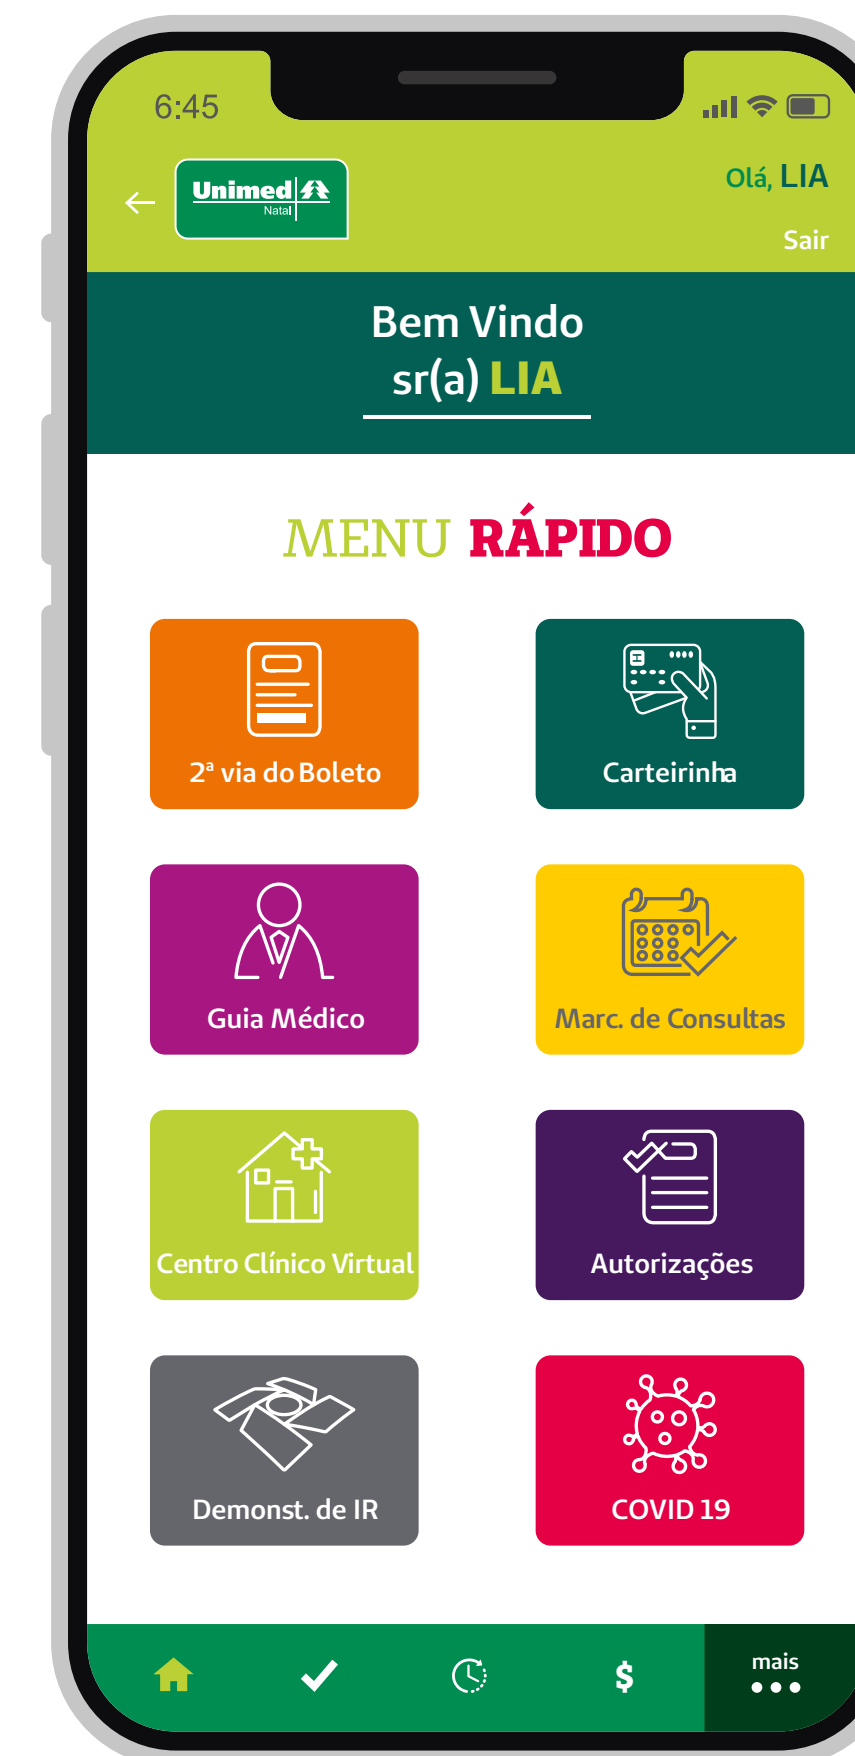 6:45
Unimed
Natal
Olá, LIA
Sair
Bem Vindo
sr(a) LIA
MENU RÁPIDO
2ª via do Boleto
Carteirinha
Guia Médico
Marc. de Consultas
Centro Clínico Virtual
Autorizações
Demonst. de IR
COVID 19
$
mais